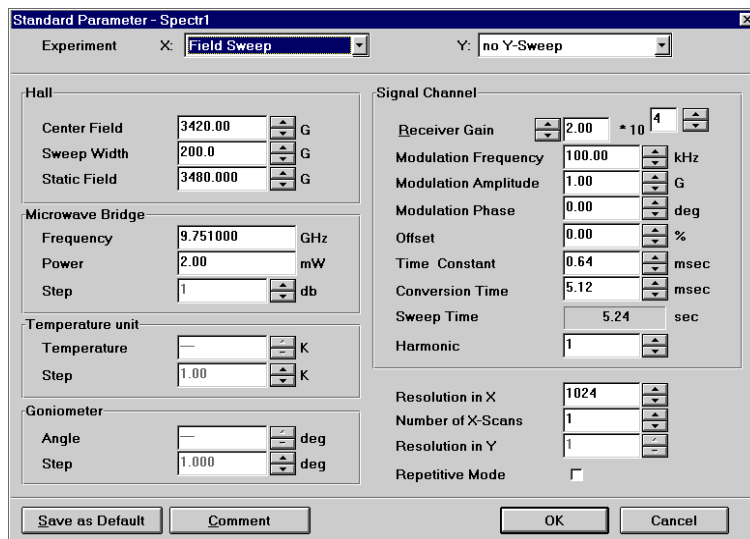 Standard Parameter - Spectr1
Experiment X: Field Sweep Y: no Y-Sweep
Hall
Center Field 3420.00 G
Sweep Width 200.0 G
Static Field 3480.000 G
Microwave Bridge
Frequency 9.751000 GHz
Power 2.00 mW
Step 1 db
Temperature unit
Temperature — K
Step 1.00 K
Goniometer
Angle — deg
Step 1.000 deg
Signal Channel
Receiver Gain 2.00 * 10 4
Modulation Frequency 100.00 kHz
Modulation Amplitude 1.00 G
Modulation Phase 0.00 deg
Offset 0.00 %
Time Constant 0.64 msec
Conversion Time 5.12 msec
Sweep Time 5.24 sec
Harmonic 1
Resolution in X 1024
Number of X-Scans 1
Resolution in Y 1
Repetitive Mode
Save as Default Comment OK Cancel